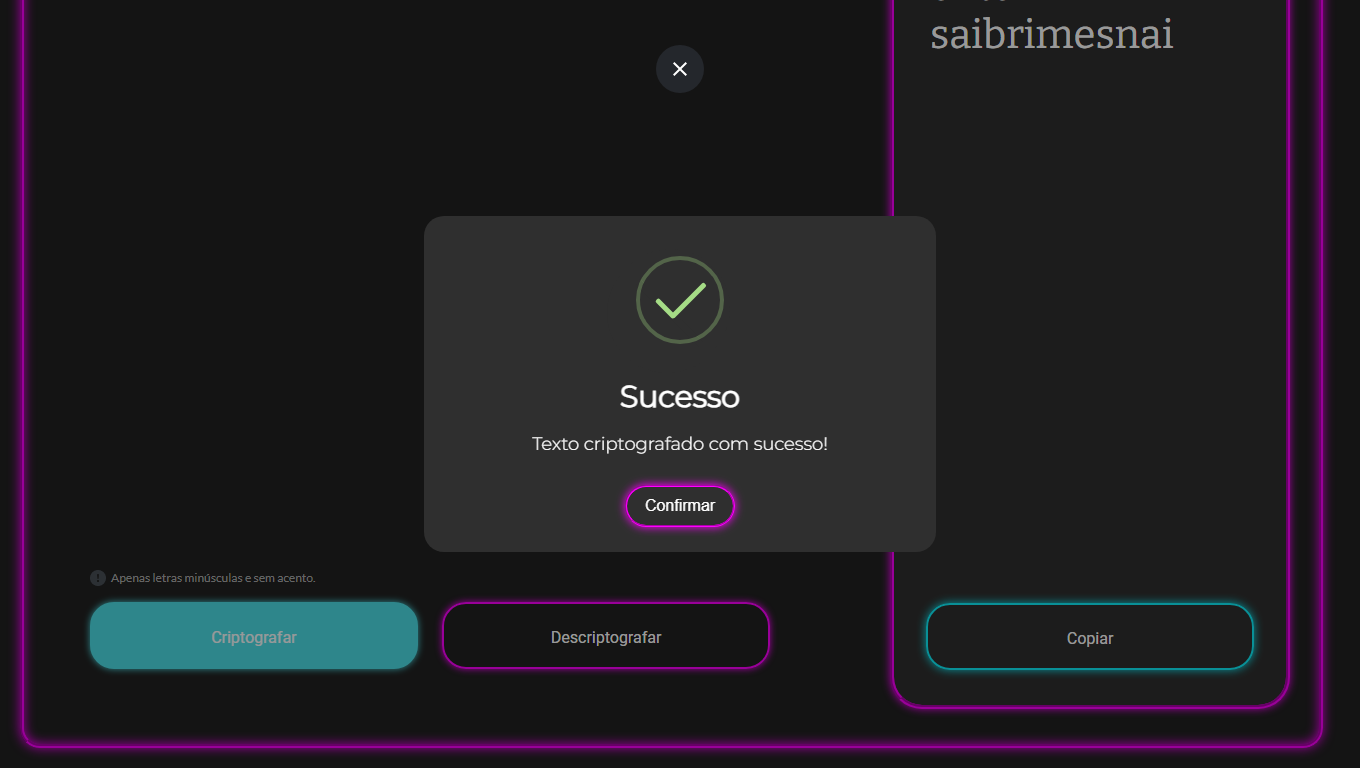 saibrimesnai
Sucesso
Texto criptografado com sucesso!
Confirmar
Apenas letras minúsculas e sem acento.
Criptografar
Descriptografar
Copiar